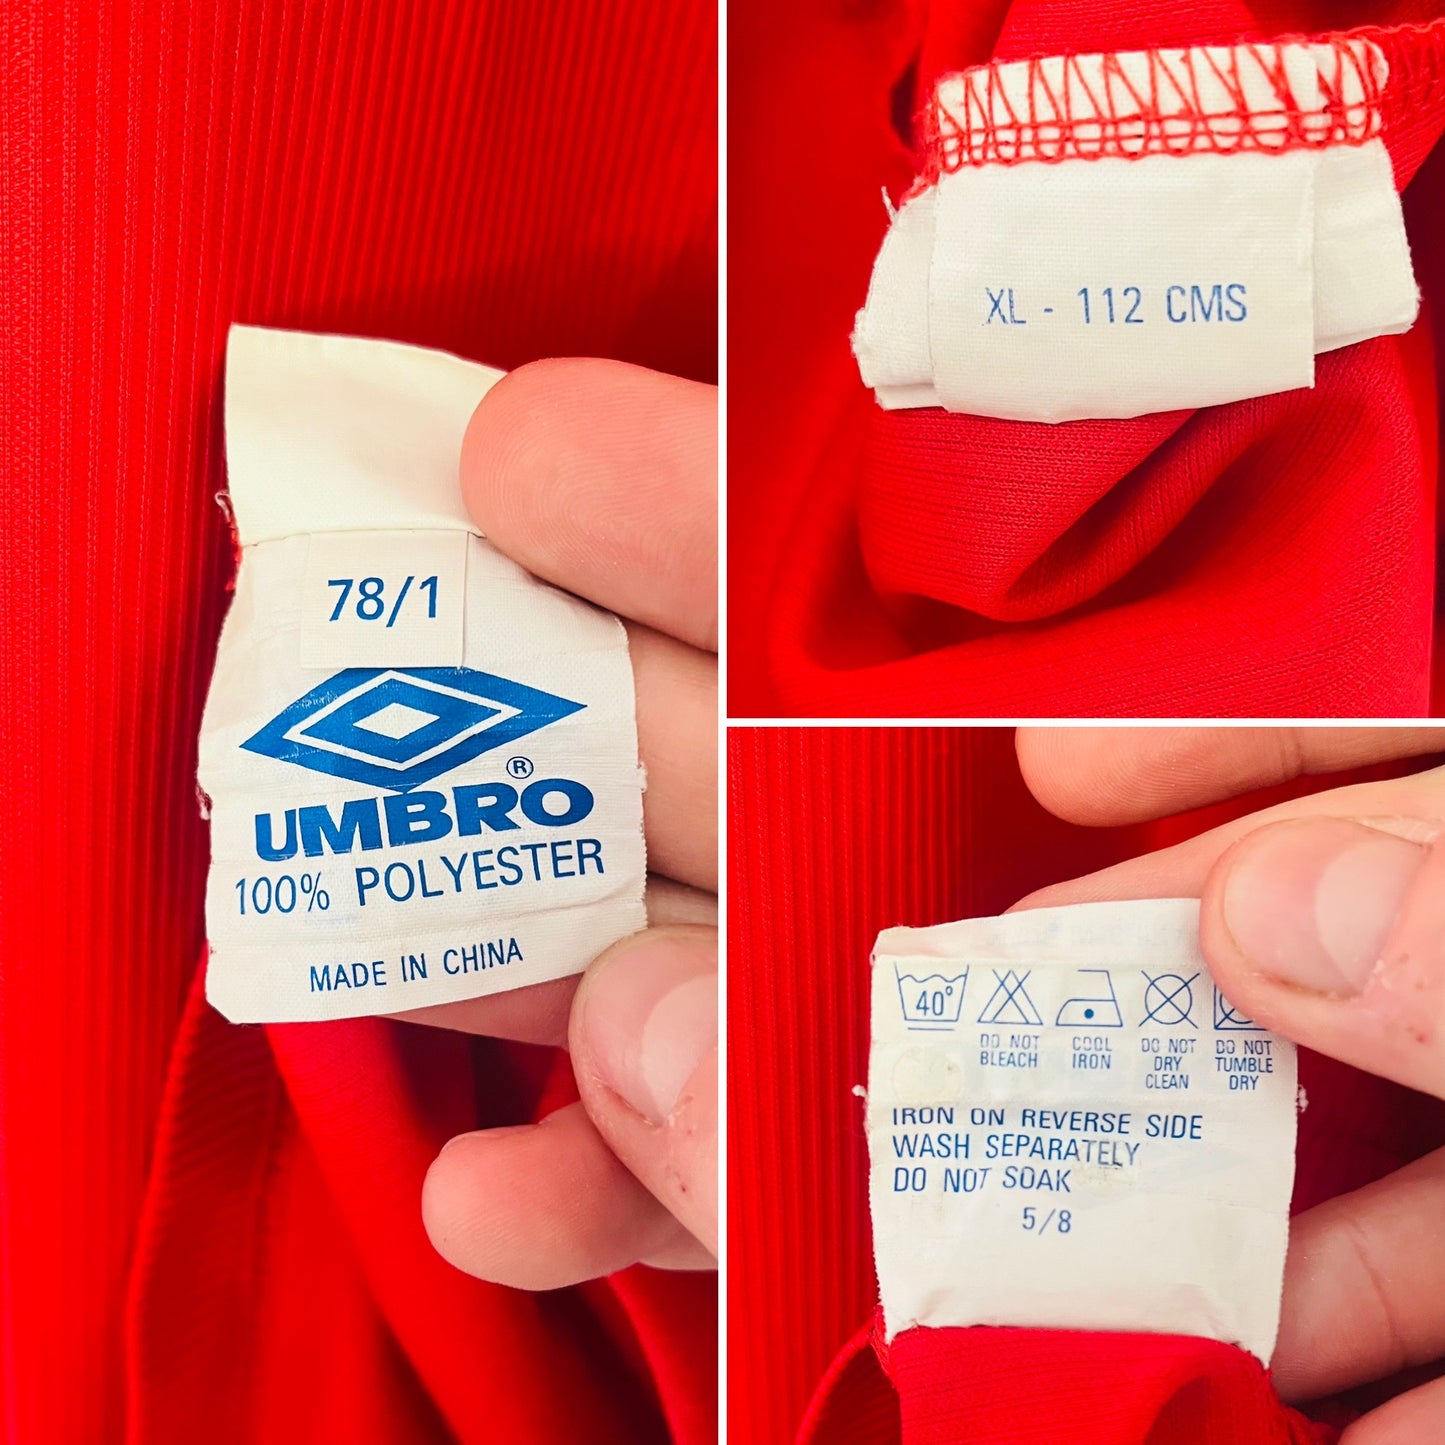 78/1
®
UMBRO
100% POLYESTER
MADE IN CHINA
XL - 112 CMS
40°
DO NOT
BLEACH
COOL
IRON
DO NOT
DRY
CLEAN
DO NOT
TUMBLE
DRY
IRON ON REVERSE SIDE
WASH SEPARATELY
DO NOT SOAK
5/8